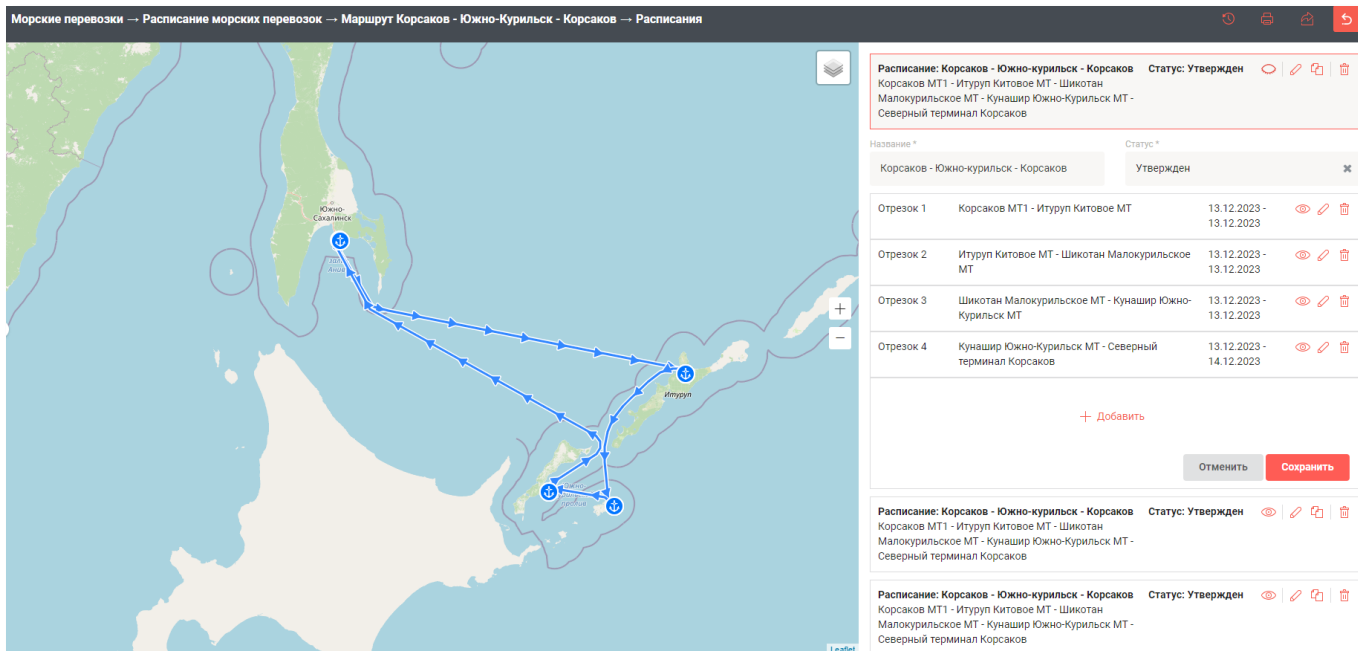 Морские перевозки → Расписание морских перевозок → Маршрут Корсаков - Южно-Курильск - Корсаков → Расписания
Южно-
Сахалинск
Итуруп
+
−
Leaflet
Расписание: Корсаков - Южно-курильск - Корсаков Статус: Утвержден
Корсаков МТ1 - Итуруп Китовое МТ - Шикотан
Малокурильское МТ - Кунашир Южно-Курильск МТ -
Северный терминал Корсаков
Название * Статус *
Корсаков - Южно-курильск - Корсаков Утвержден
Отрезок 1 Корсаков МТ1 - Итуруп Китовое МТ 13.12.2023 -
13.12.2023
Отрезок 2 Итуруп Китовое МТ - Шикотан Малокурильское 13.12.2023 -
МТ 13.12.2023
Отрезок 3 Шикотан Малокурильское МТ - Кунашир Южно- 13.12.2023 -
Курильск МТ 13.12.2023
Отрезок 4 Кунашир Южно-Курильск МТ - Северный 13.12.2023 -
терминал Корсаков 14.12.2023
+ Добавить
Отменить Сохранить
Расписание: Корсаков - Южно-курильск - Корсаков Статус: Утвержден
Корсаков МТ1 - Итуруп Китовое МТ - Шикотан
Малокурильское МТ - Кунашир Южно-Курильск МТ -
Северный терминал Корсаков
Расписание: Корсаков - Южно-курильск - Корсаков Статус: Утвержден
Корсаков МТ1 - Итуруп Китовое МТ - Шикотан
Малокурильское МТ - Кунашир Южно-Курильск МТ -
Северный терминал Корсаков